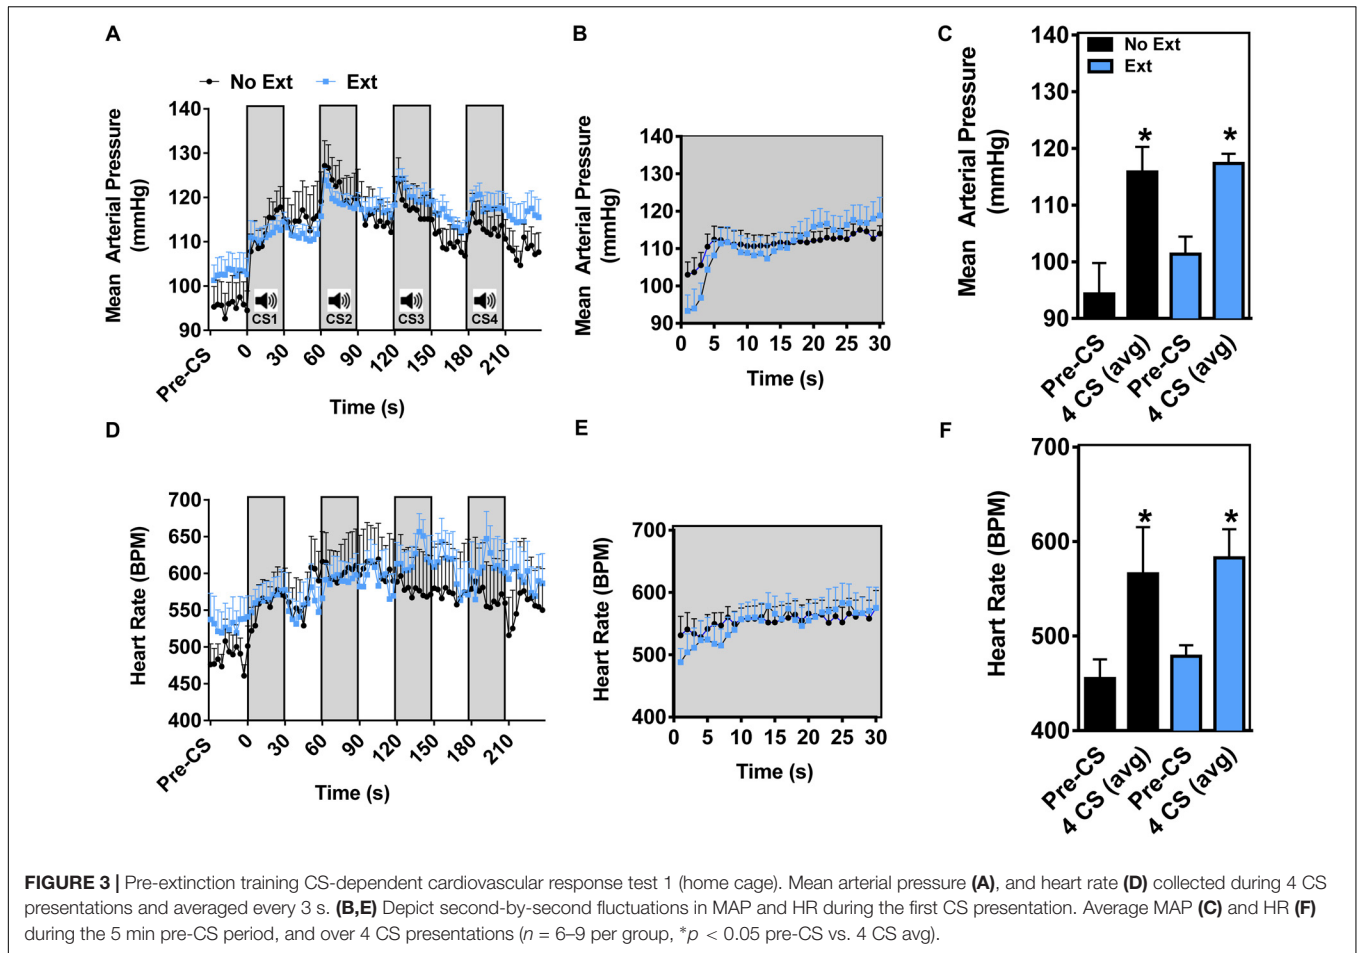 A
No Ext Ext
Mean Arterial Pressure
(mmHg)
140
130
120
110
100
90
CS1 CS2 CS3 CS4
Pre-CS 0 30 60 90 120 150 180 210
Time (s)
B
Mean Arterial Pressure
(mmHg)
140
130
120
110
100
90
0 5 10 15 20 25 30
Time (s)
C
No Ext
Ext
Mean Arterial Pressure
(mmHg)
140
130
120
110
100
90
* *
Pre-CS 4 CS (avg) Pre-CS 4 CS (avg)
D
Heart Rate (BPM)
700
650
600
550
500
450
400
Pre-CS 0 30 60 90 120 150 180 210
Time (s)
E
Heart Rate (BPM)
700
600
500
400
0 5 10 15 20 25 30
Time (s)
F
Heart Rate (BPM)
700
600
500
400
* *
Pre-CS 4 CS (avg) Pre-CS 4 CS (avg)
FIGURE 3 | Pre-extinction training CS-dependent cardiovascular response test 1 (home cage). Mean arterial pressure (A), and heart rate (D) collected during 4 CS
presentations and averaged every 3 s. (B,E) Depict second-by-second fluctuations in MAP and HR during the first CS presentation. Average MAP (C) and HR (F)
during the 5 min pre-CS period, and over 4 CS presentations (n = 6–9 per group, *p < 0.05 pre-CS vs. 4 CS avg).